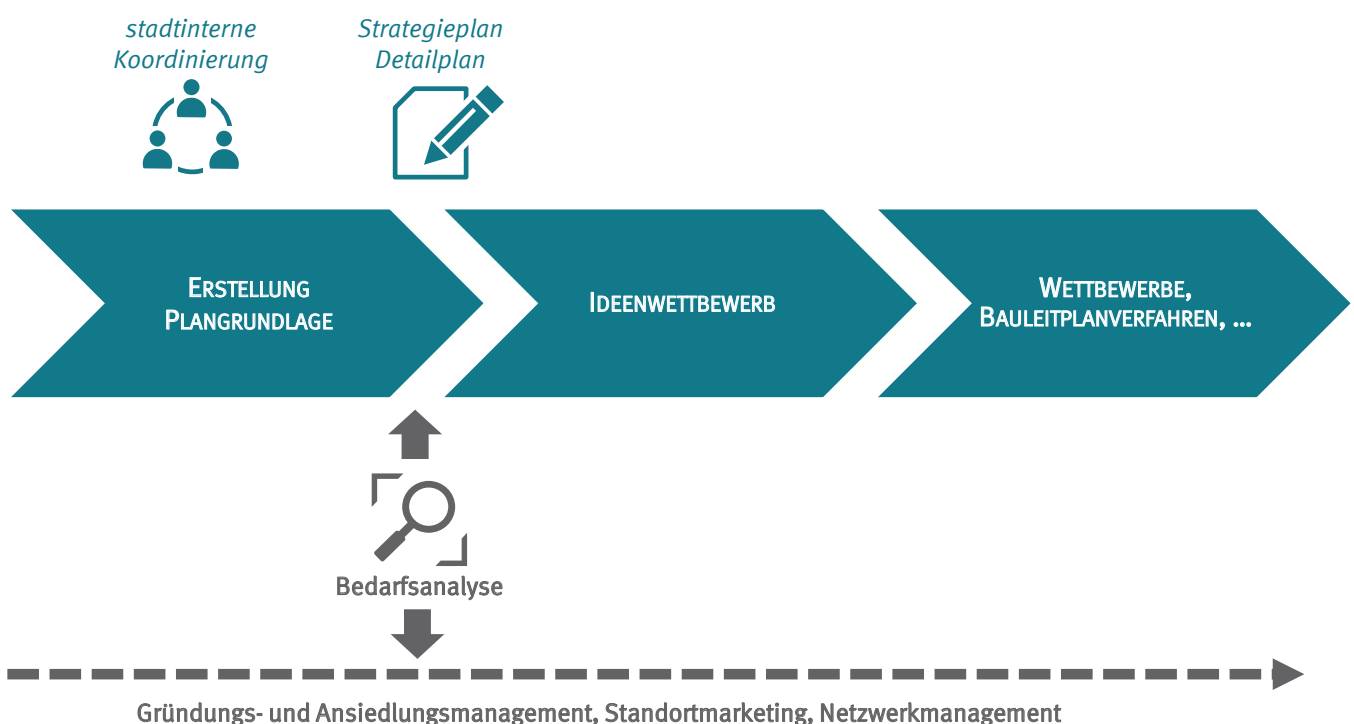 stadtinterne
Koordinierung
Strategieplan
Detailplan
ERSTELLUNG
PLANGRUNDLAGE
IDEENWETTBEWERB
WETTBEWERBE,
BAULEITPLANVERFAHREN, ...
Bedarfsanalyse
Gründungs- und Ansiedlungsmanagement, Standortmarketing, Netzwerkmanagement